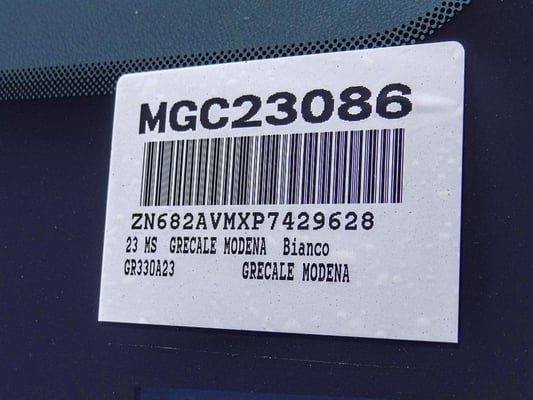 MGC23086
ZN682AVMXP7429628
23 MS GRECALE MODENA Bianco
GR330A23 GRECALE MODENA